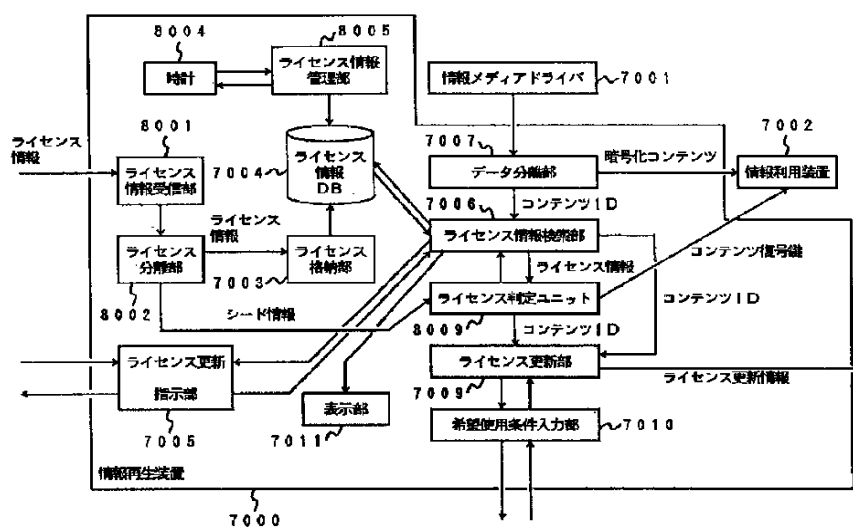 8004
8005
時計
ライセンス情報
管理部
情報メディアドライバ
7001
ライセンス
情報
8001
ライセンス
情報受信部
7004
ライセンス
情報
DB
7007
データ分離部
暗号化コンテンツ
7002
情報利用装置
コンテンツID
7006
ライセンス情報検索部
ライセンス
情報
ライセンス
分離部
8002
ライセンス
格納部
7003
ライセンス情報
コンテンツ復号鍵
シード情報
ライセンス判定ユニット
8009
コンテンツID
コンテンツID
ライセンス更新
指示部
7005
ライセンス更新部
7009
ライセンス更新情報
表示部
7011
希望使用条件入力部
7010
情報再生装置
7000